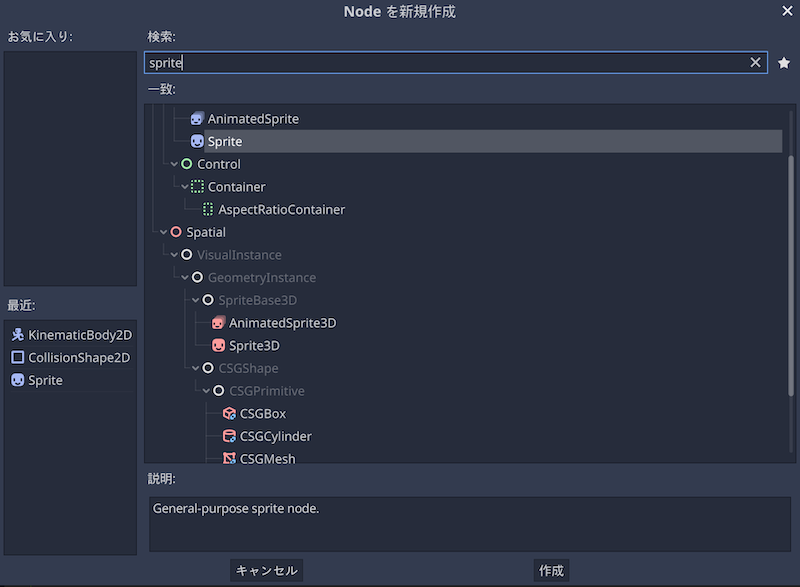 Node を新規作成
お気に入り:
検索:
sprite
一致:
AnimatedSprite
Sprite
Control
Container
AspectRatioContainer
Spatial
VisualInstance
GeometryInstance
SpriteBase3D
AnimatedSprite3D
Sprite3D
CSGShape
CSGPrimitive
CSGBox
CSGCylinder
CSGMesh
最近:
KinematicBody2D
CollisionShape2D
Sprite
説明:
General-purpose sprite node.
キャンセル
作成